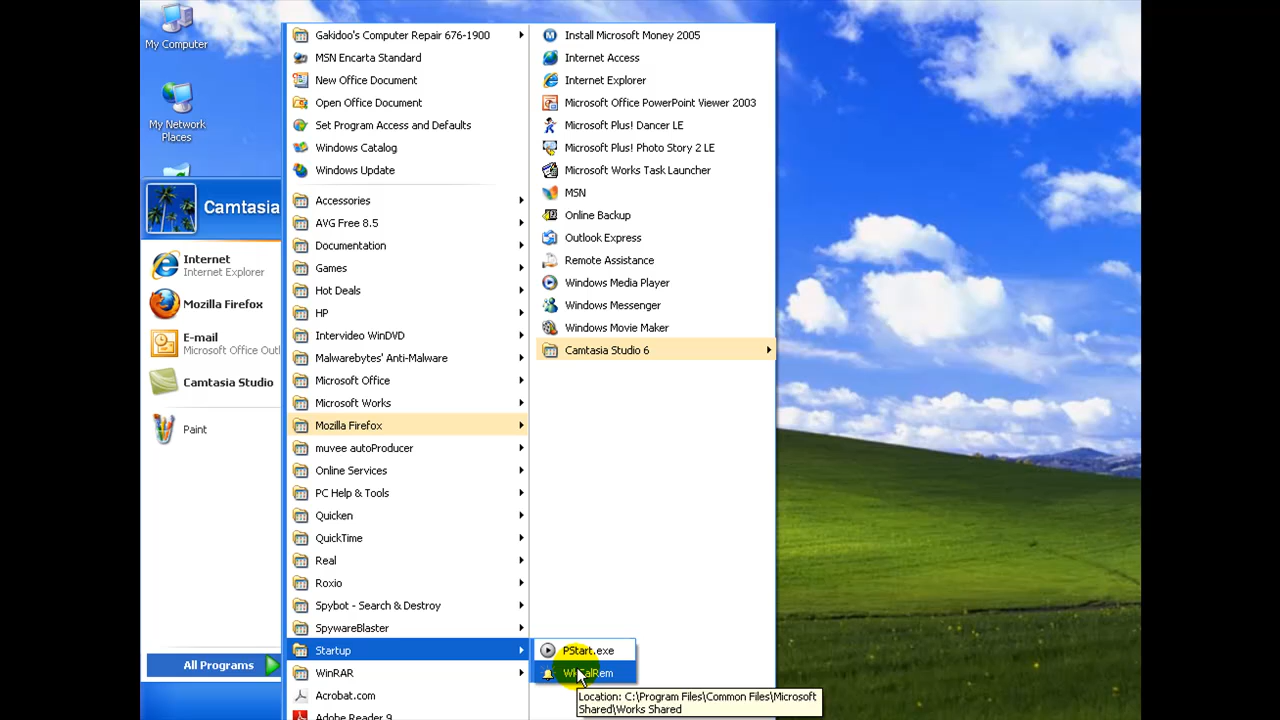 My Computer
My Network
Places
Camtasia
Internet
Internet Explorer
Mozilla Firefox
E-mail
Microsoft Office Outl
Camtasia Studio
Paint
All Programs
Gakidoo's Computer Repair 676-1900
MSN Encarta Standard
New Office Document
Open Office Document
Set Program Access and Defaults
Windows Catalog
Windows Update
Accessories
AVG Free 8.5
Documentation
Games
Hot Deals
HP
Intervideo WinDVD
Malwarebytes' Anti-Malware
Microsoft Office
Microsoft Works
Mozilla Firefox
muvee autoProducer
Online Services
PC Help & Tools
Quicken
QuickTime
Real
Roxio
Spybot - Search & Destroy
SpywareBlaster
Startup
WinRAR
Acrobat.com
Adobe Reader 9
Install Microsoft Money 2005
Internet Access
Internet Explorer
Microsoft Office PowerPoint Viewer 2003
Microsoft Plus! Dancer LE
Microsoft Plus! Photo Story 2 LE
Microsoft Works Task Launcher
MSN
Online Backup
Outlook Express
Remote Assistance
Windows Media Player
Windows Messenger
Windows Movie Maker
Camtasia Studio 6
PStart.exe
WkCalRem
Location: C:\Program Files\Common Files\Microsoft
Shared\Works Shared